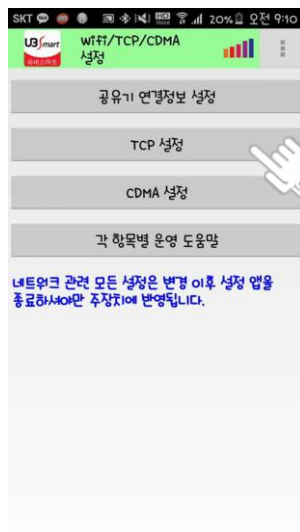 SKT 20% 오전 9:10
UBSmart
유비스마트
Wifi/TCP/CDMA
설정
공유기 연결정보 설정
TCP 설정
CDMA 설정
각 항목별 운영 도움말
네트워크 관련 모든 설정은 변경 이후 설정 앱을
종료하셔야만 주장치에 반영됩니다.